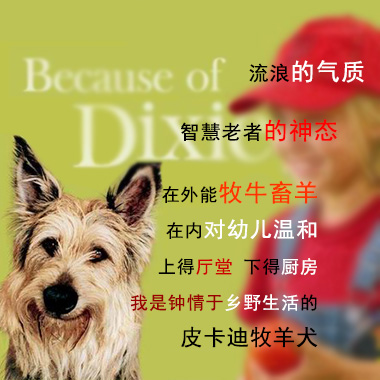 Because of
Dixie
流浪的气质
智慧老者的神态
在外能牧牛畜羊
在内对幼儿温和
上得厅堂 下得厨房
我是钟情于乡野生活的
皮卡迪牧羊犬